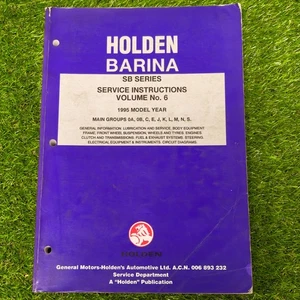 HOLDEN
BARINA
SB SERIES
SERVICE INSTRUCTIONS
VOLUME No. 6
1995 MODEL YEAR
MAIN GROUPS 0A, 0B, C, E, J, K, L, M, N, S.
GENERAL INFORMATION, LUBRICATION AND SERVICE, BODY EQUIPMENT
FRAME, FRONT WHEEL SUSPENSION, WHEELS AND TYRES, ENGINES
CLUTCH AND TRANSMISSIONS, FUEL & EXHAUST SYSTEMS, STEERING,
ELECTRICAL EQUIPMENT & INSTRUMENTS, CIRCUIT DIAGRAMS.
HOLDEN
General Motors-Holden's Automotive Ltd. A.C.N. 006 893 232
Service Department
A "Holden" Publication